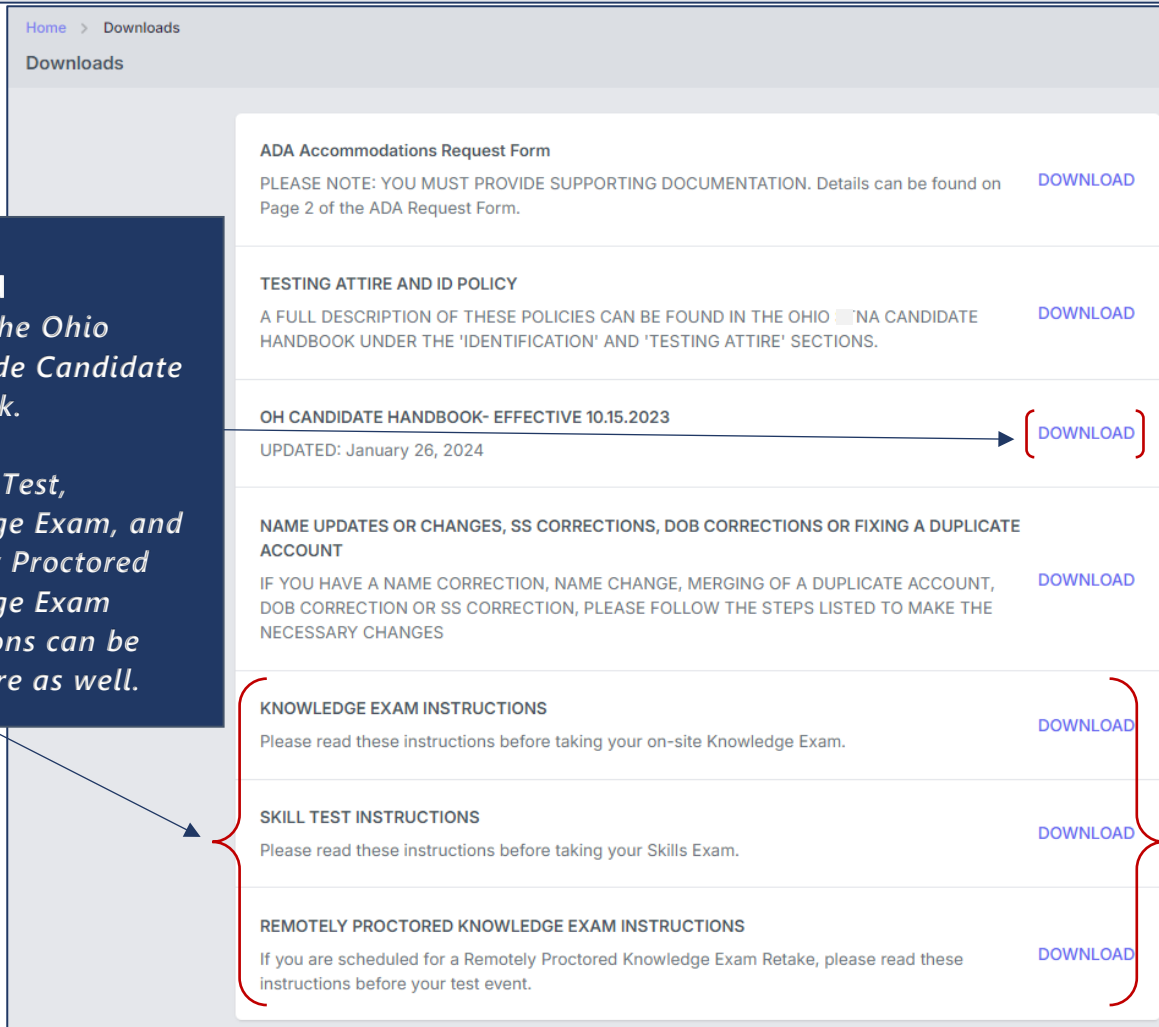 Home > Downloads
Downloads
ADA Accommodations Request Form
PLEASE NOTE: YOU MUST PROVIDE SUPPORTING DOCUMENTATION. Details can be found on
Page 2 of the ADA Request Form.
DOWNLOAD
TESTING ATTIRE AND ID POLICY
A FULL DESCRIPTION OF THESE POLICIES CAN BE FOUND IN THE OHIO NA CANDIDATE
HANDBOOK UNDER THE 'IDENTIFICATION' AND 'TESTING ATTIRE' SECTIONS.
DOWNLOAD
OH CANDIDATE HANDBOOK- EFFECTIVE 10.15.2023
UPDATED: January 26, 2024
DOWNLOAD
NAME UPDATES OR CHANGES, SS CORRECTIONS, DOB CORRECTIONS OR FIXING A DUPLICATE
ACCOUNT
IF YOU HAVE A NAME CORRECTION, NAME CHANGE, MERGING OF A DUPLICATE ACCOUNT,
DOB CORRECTION OR SS CORRECTION, PLEASE FOLLOW THE STEPS LISTED TO MAKE THE
NECESSARY CHANGES
DOWNLOAD
KNOWLEDGE EXAM INSTRUCTIONS
Please read these instructions before taking your on-site Knowledge Exam.
DOWNLOAD
SKILL TEST INSTRUCTIONS
Please read these instructions before taking your Skills Exam.
DOWNLOAD
REMOTELY PROCTORED KNOWLEDGE EXAM INSTRUCTIONS
If you are scheduled for a Remotely Proctored Knowledge Exam Retake, please read these
instructions before your test event.
DOWNLOAD
he Ohio
de Candidate
k.
Test,
ge Exam, and
Proctored
ge Exam
ons can be
re as well.